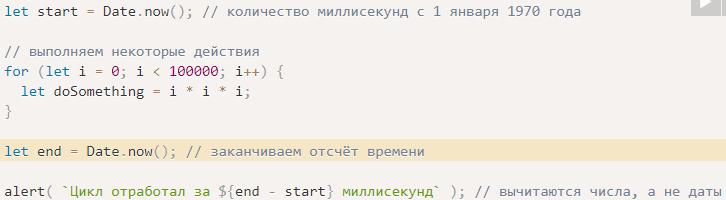 let start = Date.now(); // количество миллисекунд с 1 января 1970 года
// выполняем некоторые действия
for (let i = 0; i < 100000; i++) {
  let doSomething = i * i * i;
}
let end = Date.now(); // заканчиваем отсчёт времени
alert( `Цикл отработал за ${end - start} миллисекунд` ); // вычитаются числа, а не даты